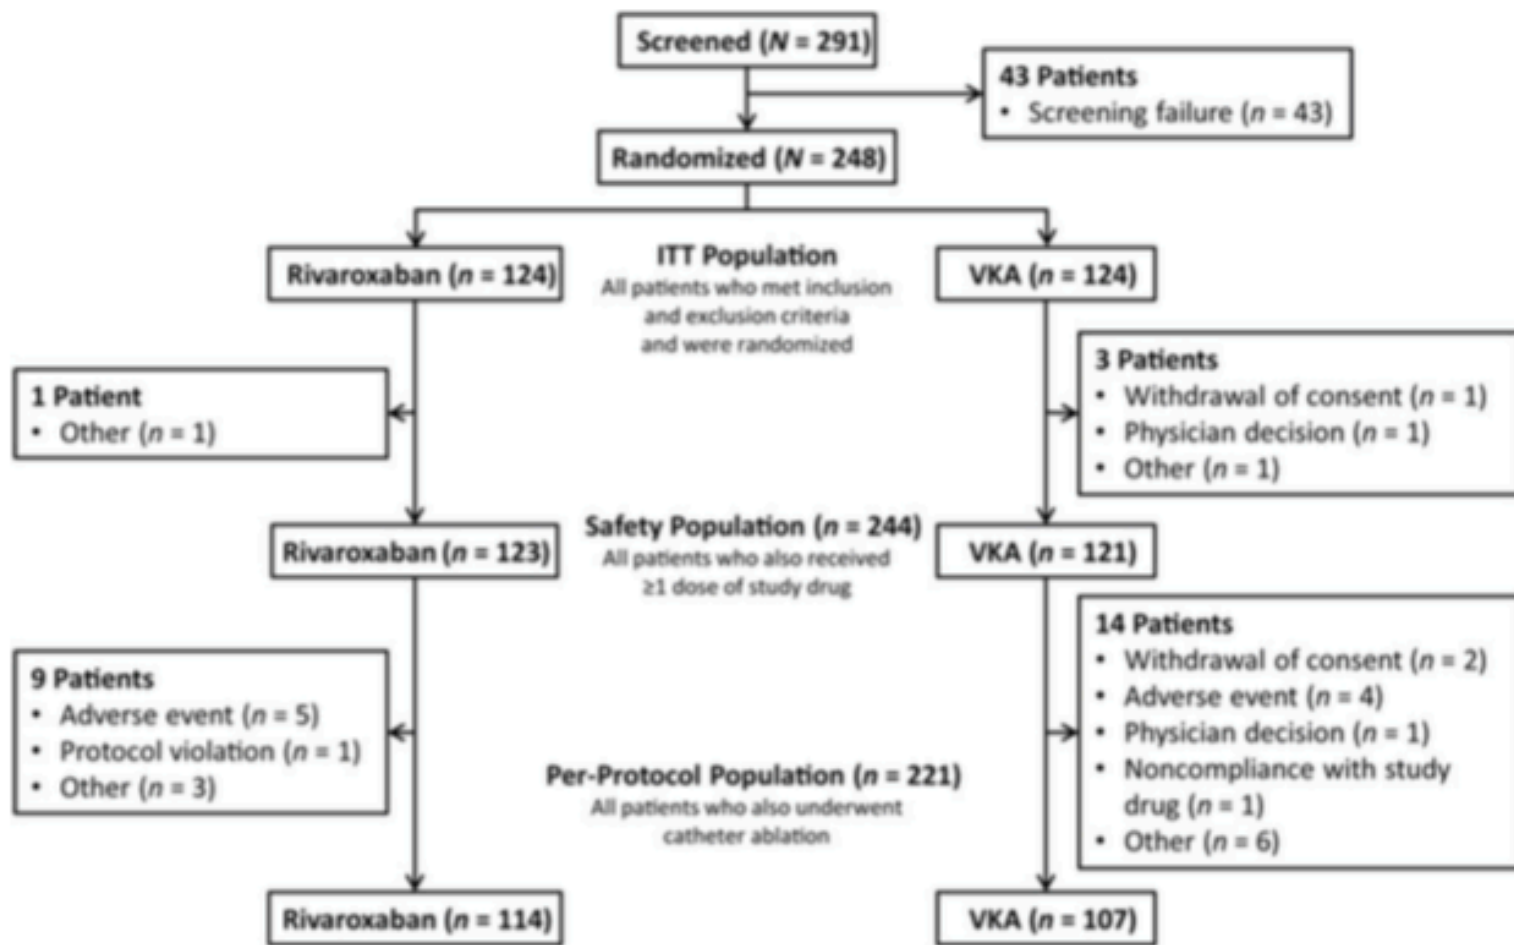 Screened (N = 291)
43 Patients
• Screening failure (n = 43)
Randomized (N = 248)
Rivaroxaban (n = 124)
ITT Population
All patients who met inclusion
and exclusion criteria
and were randomized
VKA (n = 124)
1 Patient
• Other (n = 1)
3 Patients
• Withdrawal of consent (n = 1)
• Physician decision (n = 1)
• Other (n = 1)
Rivaroxaban (n = 123)
Safety Population (n = 244)
All patients who also received
≥1 dose of study drug
VKA (n = 121)
9 Patients
• Adverse event (n = 5)
• Protocol violation (n = 1)
• Other (n = 3)
14 Patients
• Withdrawal of consent (n = 2)
• Adverse event (n = 4)
• Physician decision (n = 1)
• Noncompliance with study
drug (n = 1)
• Other (n = 6)
Per-Protocol Population (n = 221)
All patients who also underwent
catheter ablation
Rivaroxaban (n = 114)
VKA (n = 107)